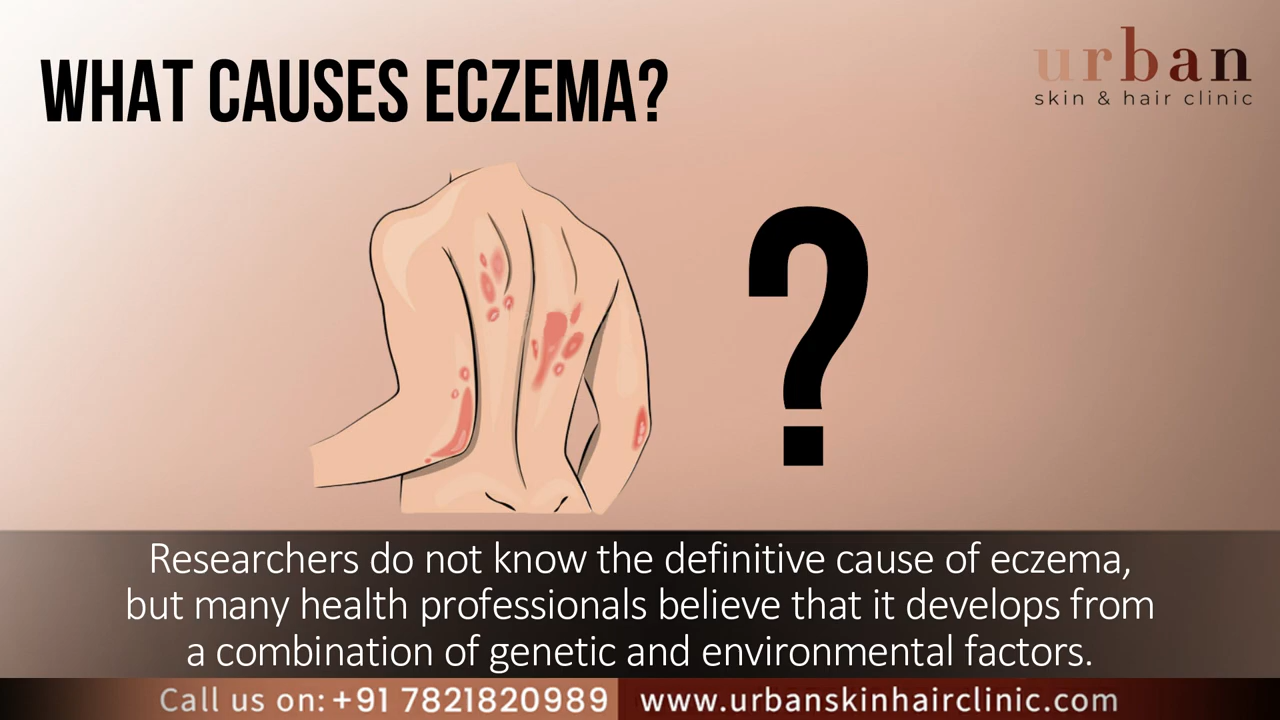 WHAT CAUSES ECZEMA?
urban
skin & hair clinic
?
Researchers do not know the definitive cause of eczema,
but many health professionals believe that it develops from
a combination of genetic and environmental factors.
Call us on: +91 7821820989 www.urbanskinhairclinic.com